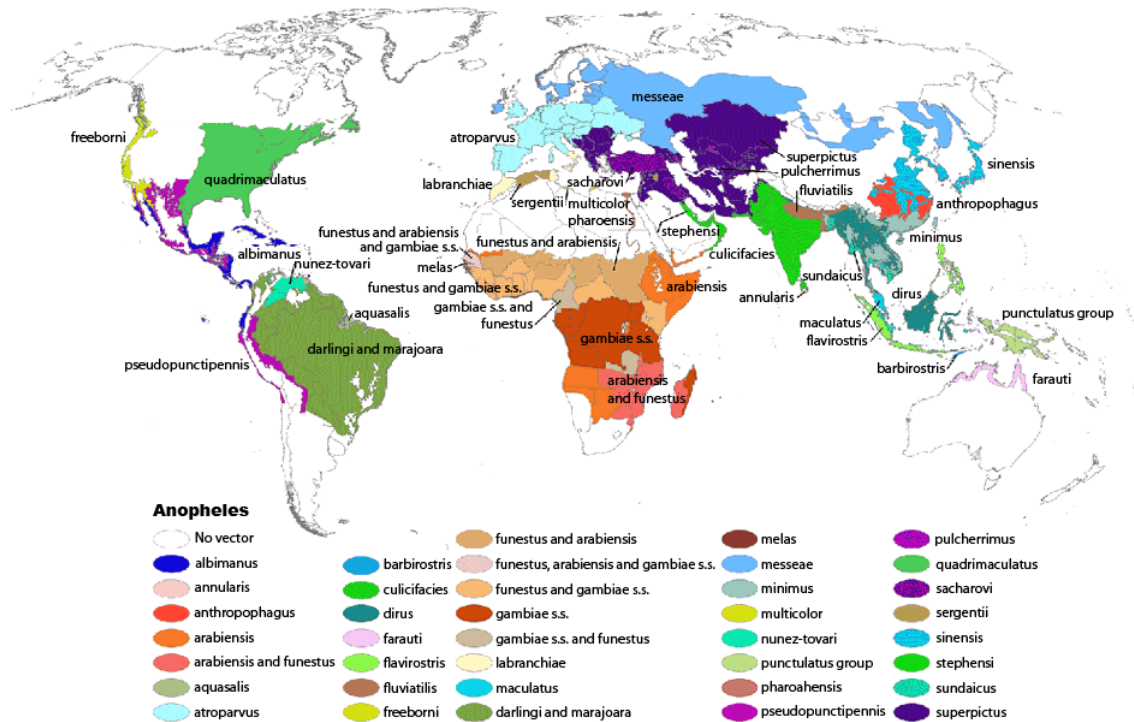 freeborni
quadrimaculatus
albimanus
nunez-tovari
aquasalis
darlingi and marajoara
pseudopunctipennis
messeae
atroparvus
labranchiae
sergentii
sacharovi
multicolor
pharoensis
superpictus
pulcherrimus
fluviatilis
stephensi
sinensis
anthropophagus
funestus and arabiensis
and gambiae s.s.
funestus and arabiensis
melas
funestus and gambiae s.s.
gambiae s.s. and
funestus
arabiensis
gambiae s.s.
arabiensis
and funestus
culicifacies
annularis
sundaicus
minimus
dirus
maculatus
flavirostris
barbirostris
punctulatus group
farauti
Anopheles
No vector
albimanus
annularis
anthropophagus
arabiensis
arabiensis and funestus
aquasalis
atroparvus
barbirostris
culicifacies
dirus
farauti
flavirostris
fluviatilis
freeborni
funestus and arabiensis
funestus, arabiensis and gambiae s.s.
funestus and gambiae s.s.
gambiae s.s.
gambiae s.s. and funestus
labranchiae
maculatus
darlingi and marajoara
melas
messeae
minimus
multicolor
nunez-tovari
punctulatus group
pharoahensis
pseudopunctipennis
pulcherrimus
quadrimaculatus
sacharovi
sergentii
sinensis
stephensi
sundaicus
superpictus